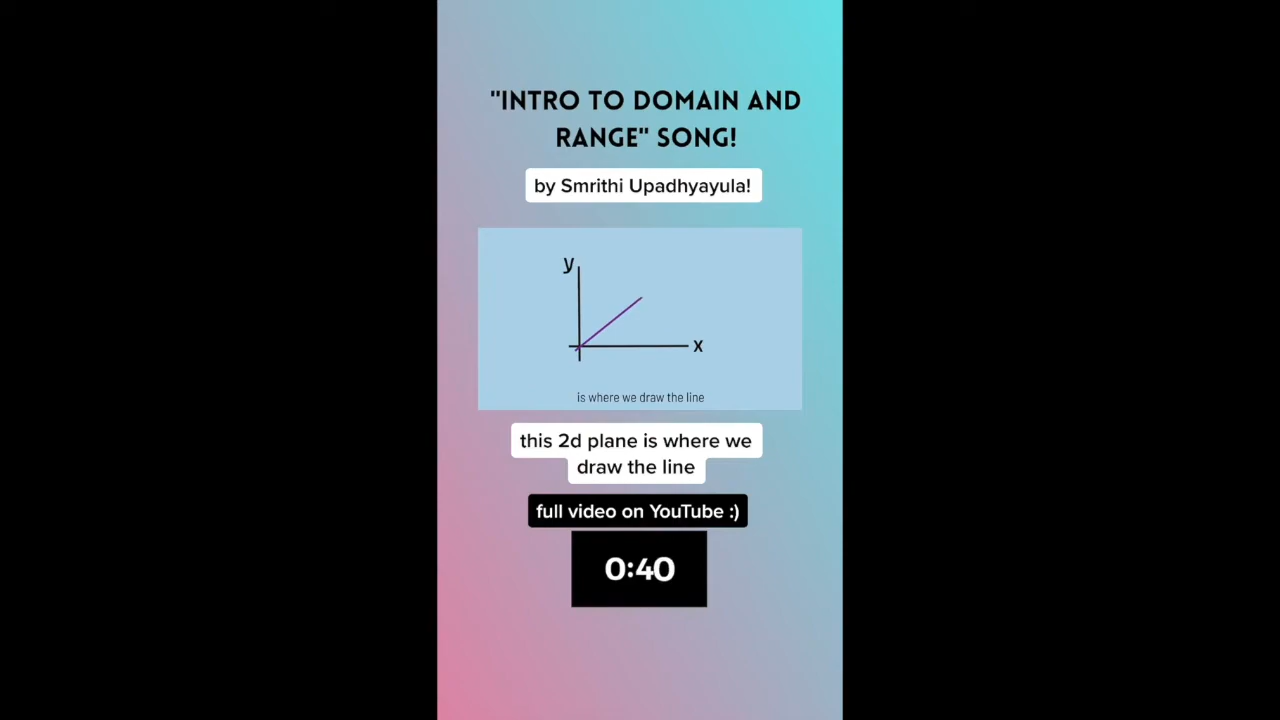 "INTRO TO DOMAIN AND
RANGE" SONG!
by Smrithi Upadhyayula!
y
x
is where we draw the line
this 2d plane is where we
draw the line
full video on YouTube :)
0:40